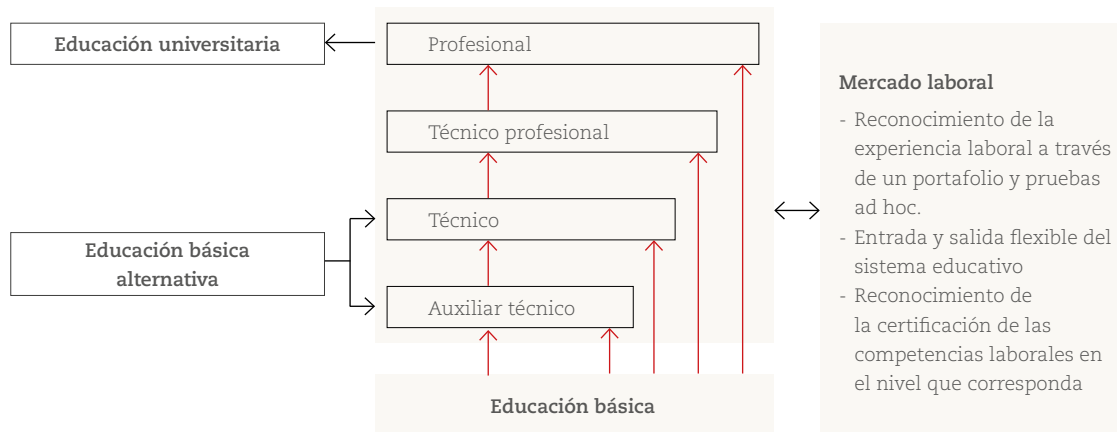 Educación universitaria
Profesional
Técnico profesional
Técnico
Educación básica
alternativa
Auxiliar técnico
Educación básica
Mercado laboral
- Reconocimiento de la
experiencia laboral a través
de un portafolio y pruebas
ad hoc.
- Entrada y salida flexible del
sistema educativo
- Reconocimiento de
la certificación de las
competencias laborales en
el nivel que corresponda